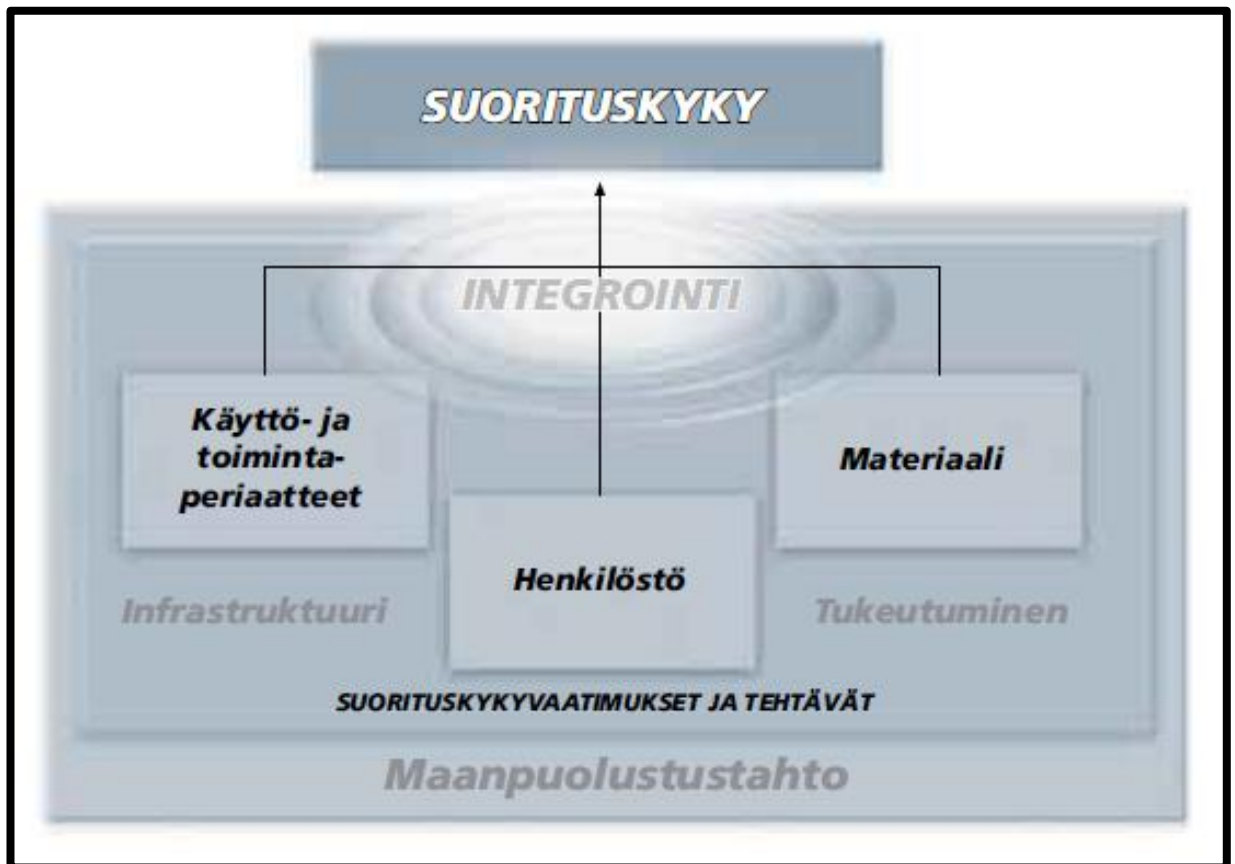 SUORITUSKYKY
INTEGROINTI
Käyttö- ja
toiminta-
periaatteet
Materiaali
Henkilöstö
Infrastruktuuri
Tukeutuminen
SUORITUSKYKYVAATIMUKSET JA TEHTÄVÄT
Maanpuolustustahto